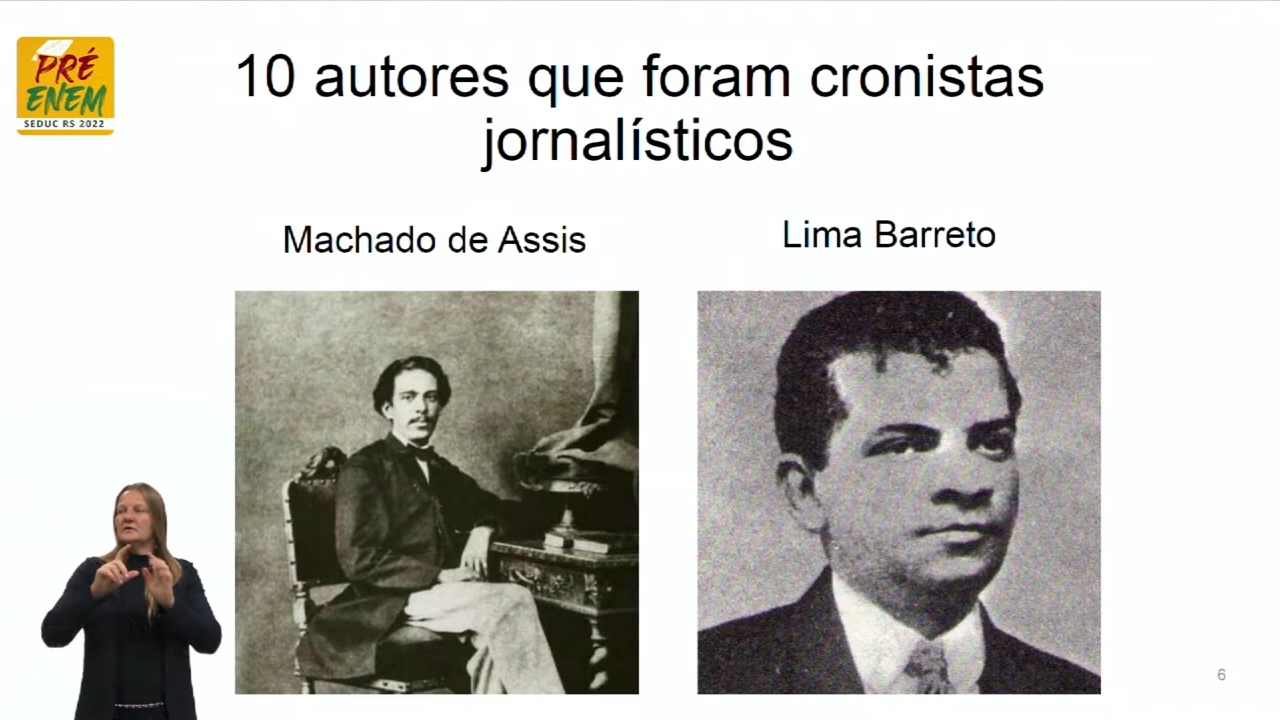 PRÉ
ENEM
SEDUC RS 2022
10 autores que foram cronistas
jornalísticos
Machado de Assis
Lima Barreto
6